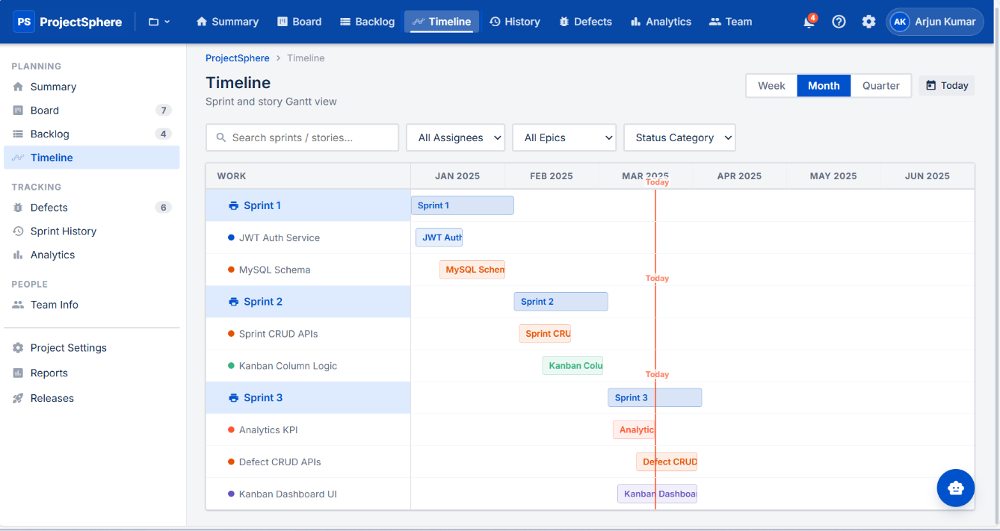 PS ProjectSphere Summary Board Backlog Timeline History Defects Analytics Team 4 AK Arjun Kumar
PLANNING
Summary
Board 7
Backlog 4
Timeline
TRACKING
Defects 6
Sprint History
Analytics
PEOPLE
Team Info
Project Settings
Reports
Releases
ProjectSphere > Timeline
Timeline
Sprint and story Gantt view
Week Month Quarter Today
Search sprints / stories... All Assignees All Epics Status Category
WORK JAN 2025 FEB 2025 MAR 2025 APR 2025 MAY 2025 JUN 2025
Today
Sprint 1 Sprint 1
JWT Auth Service JWT Auth
MySQL Schema MySQL Schem
Today
Sprint 2 Sprint 2
Sprint CRUD APIs Sprint CRU
Kanban Column Logic Kanban Colu
Today
Sprint 3 Sprint 3
Analytics KPI Analytic
Defect CRUD APIs Defect CRUD
Kanban Dashboard UI Kanban Dashboa